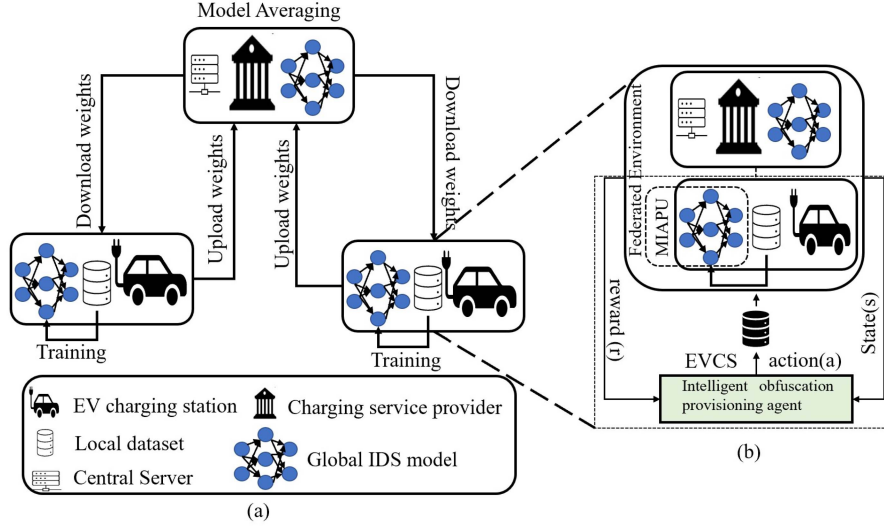 Model Averaging
Download weights
Upload weights
Upload weights
Download weights
Training
Training
EV charging station
Charging service provider
Local dataset
Global IDS model
Central Server
(a)
Federated Environment
MIAPU
reward (r)
State(s)
EVCS
action(a)
Intelligent obfuscation
provisioning agent
(b)